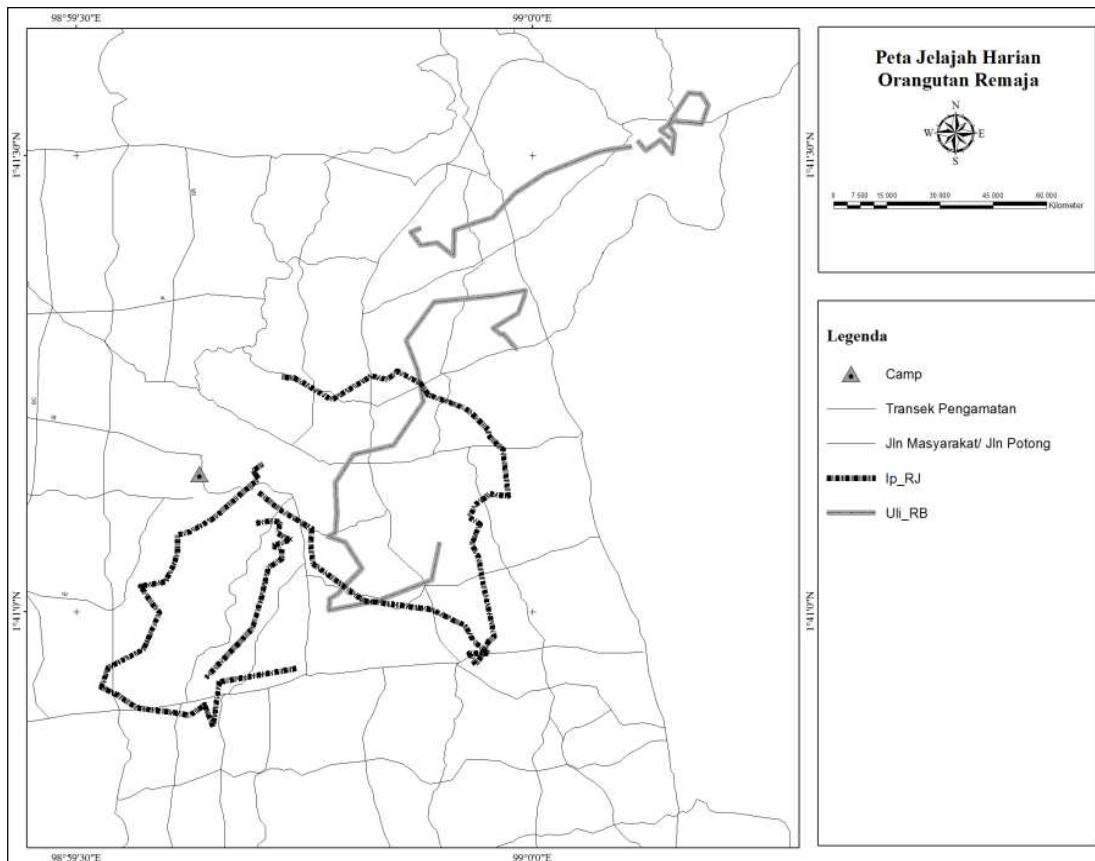 98°59'30"E
99°0'0"E
1°41'30"N
1°41'30"N
1°41'0"N
1°41'0"N
98°59'30"E
99°0'0"E
Peta Jelajah Harian
Orangutan Remaja
N
W
E
S
0 7 500 15 000 30 000 45 000 60 000
Kilometer
Legenda
Camp
Transek Pengamatan
Jln Masyarakat/ Jln Potong
Ip_RJ
Uli_RB